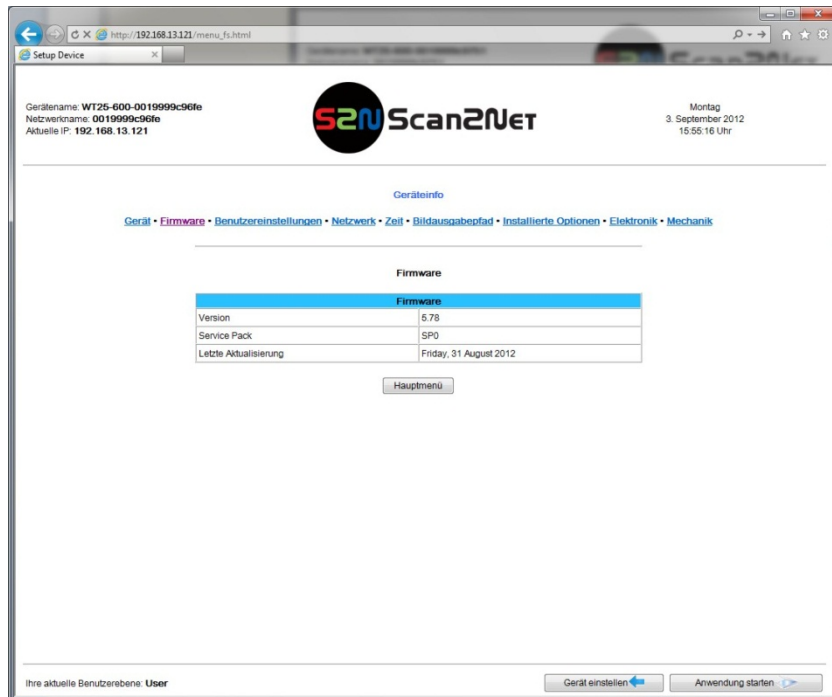 http://192.168.13.121/menu_fs.html
Setup Device
Gerätename: WT25-600-0019999c96fe
Netzwerkname: 0019999c96fe
Aktuelle IP: 192.168.13.121
S2N Scan2Net
Montag
3. September 2012
15:55:16 Uhr
Geräteinfo
Gerät • Firmware • Benutzereinstellungen • Netzwerk • Zeit • Bildausgabepfad • Installierte Optionen • Elektronik • Mechanik
Firmware
Firmware
Version 5.78
Service Pack SP0
Letzte Aktualisierung Friday, 31 August 2012
Hauptmenü
Ihre aktuelle Benutzerebene: User
Gerät einstellen
Anwendung starten